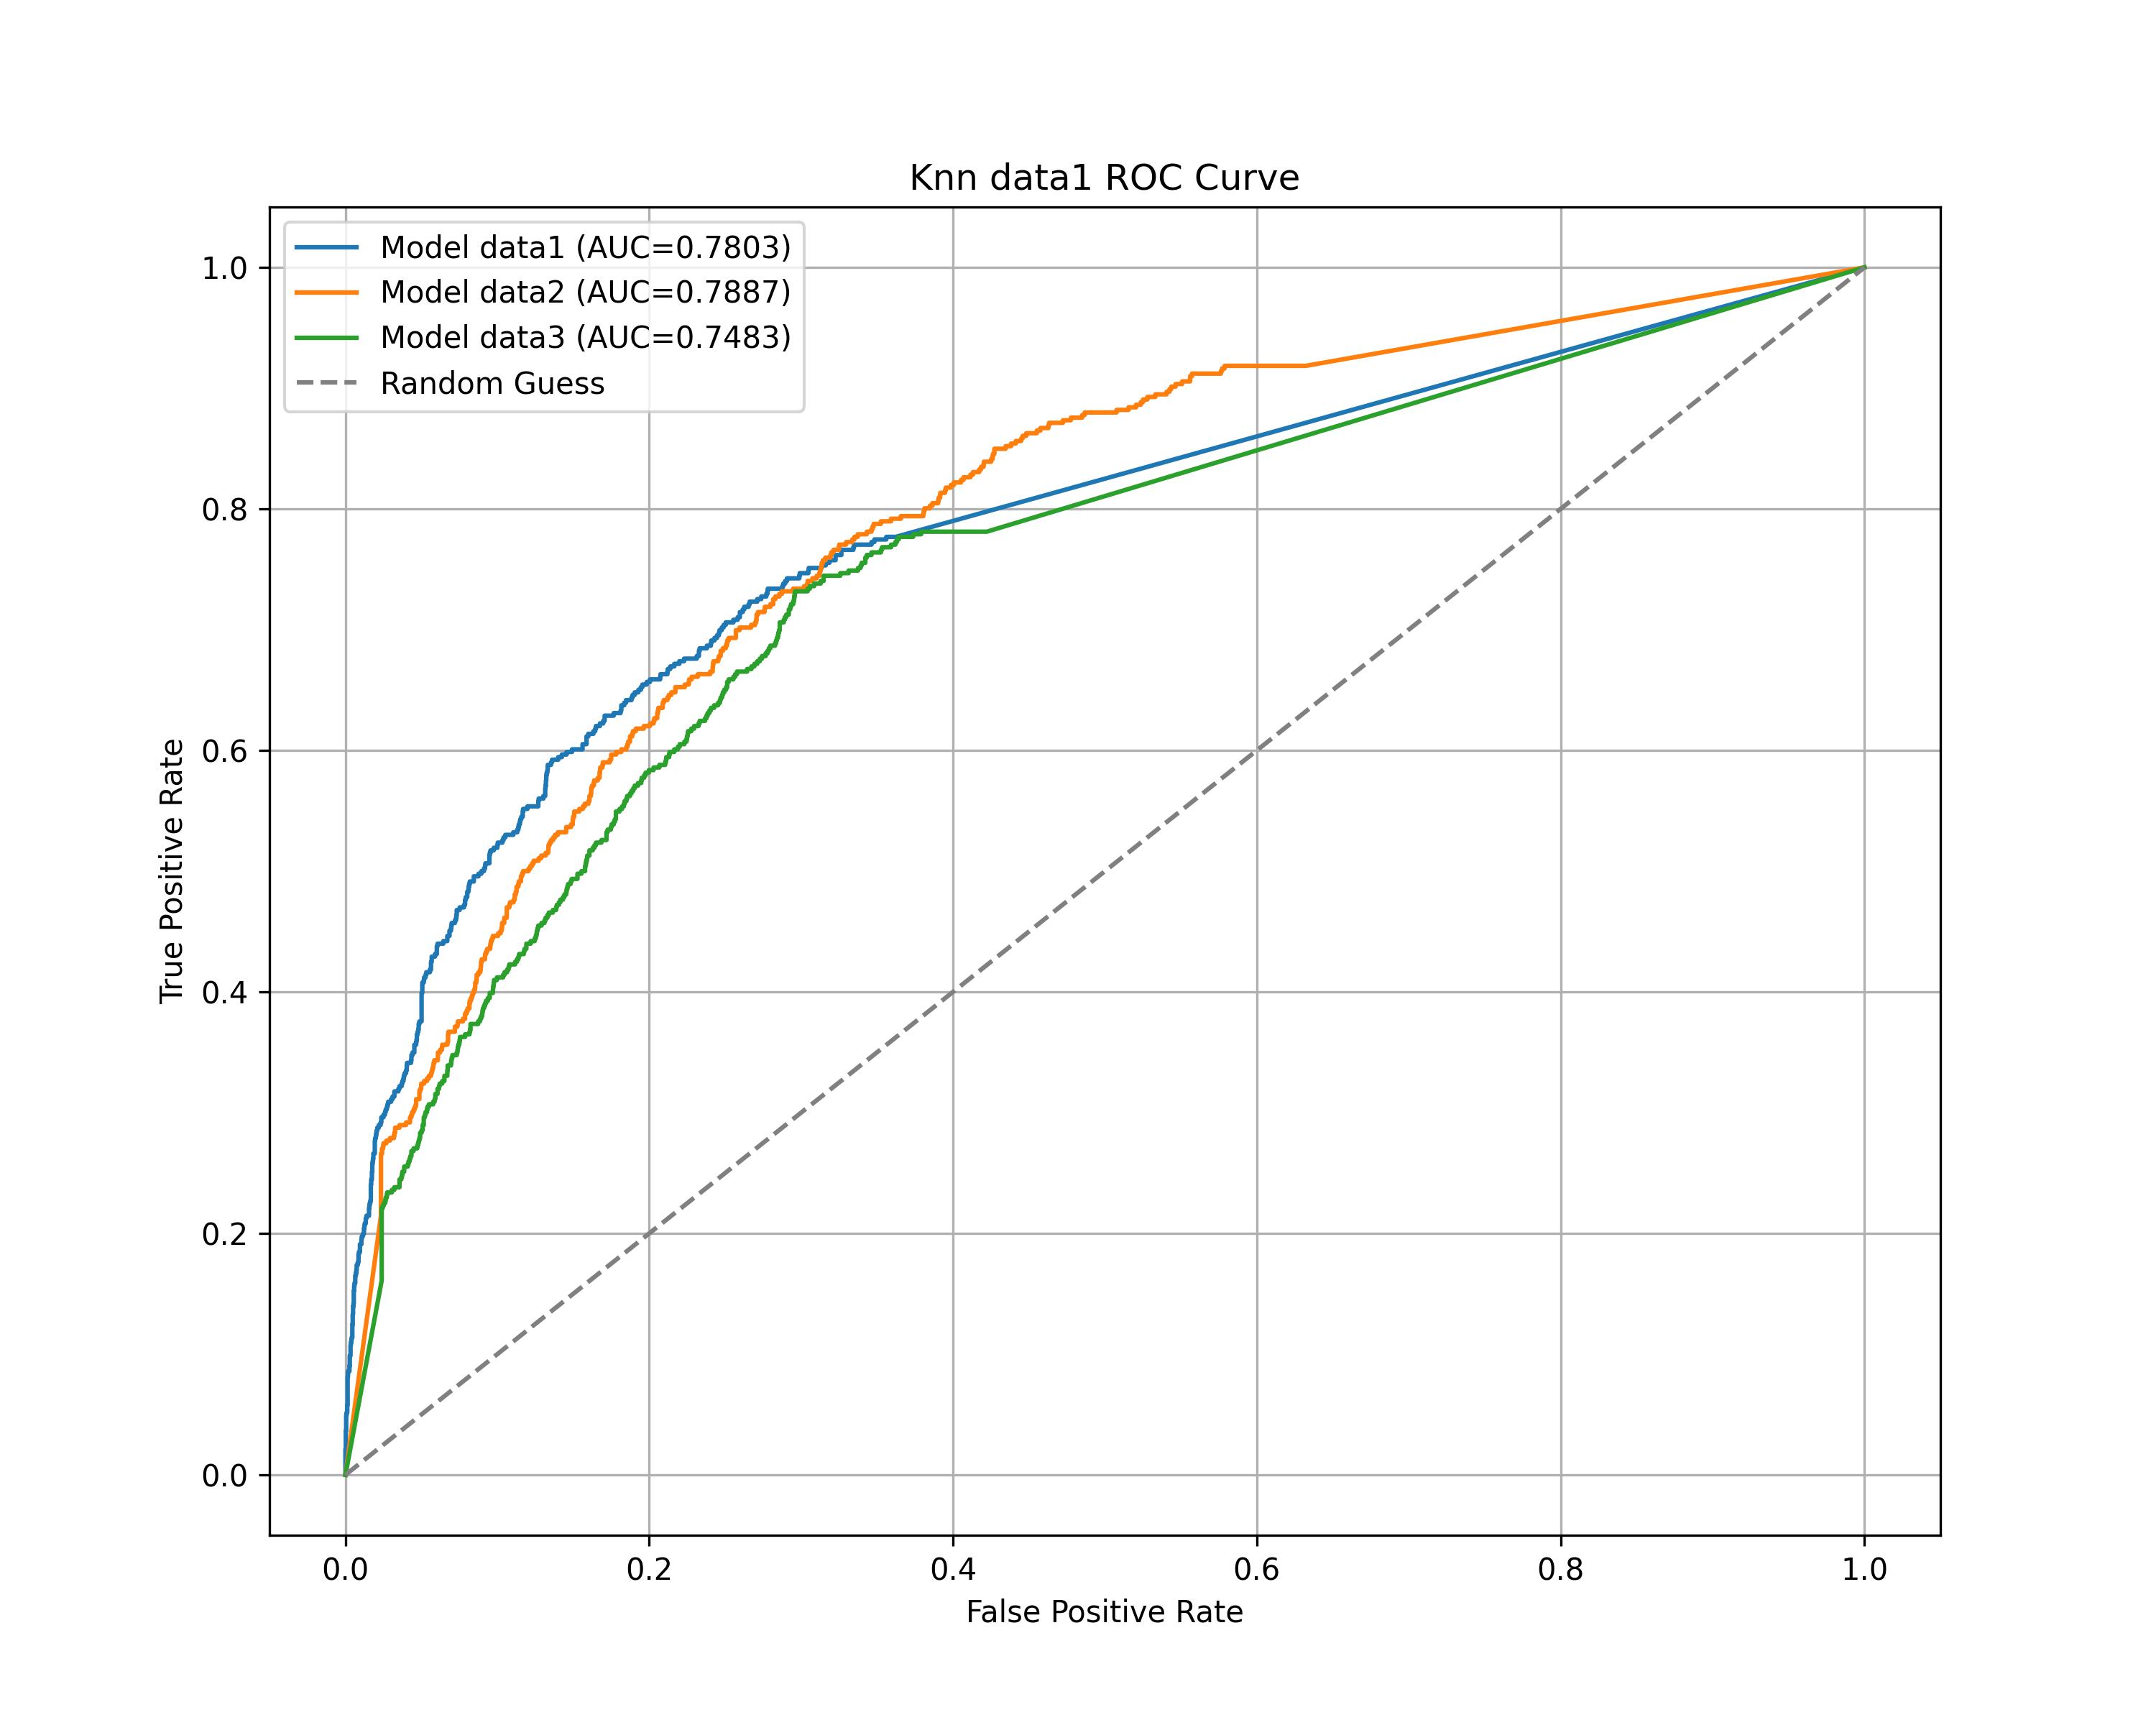 Knn data1 ROC Curve
Model data1 (AUC=0.7803)
Model data2 (AUC=0.7887)
Model data3 (AUC=0.7483)
Random Guess
True Positive Rate
1.0
0.8
0.6
0.4
0.2
0.0
0.0 0.2 0.4 0.6 0.8 1.0
False Positive Rate